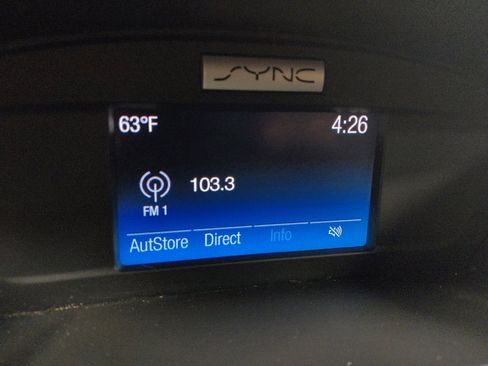 SYNC
63°F 4:26
103.3
FM 1
AutStore Direct Info